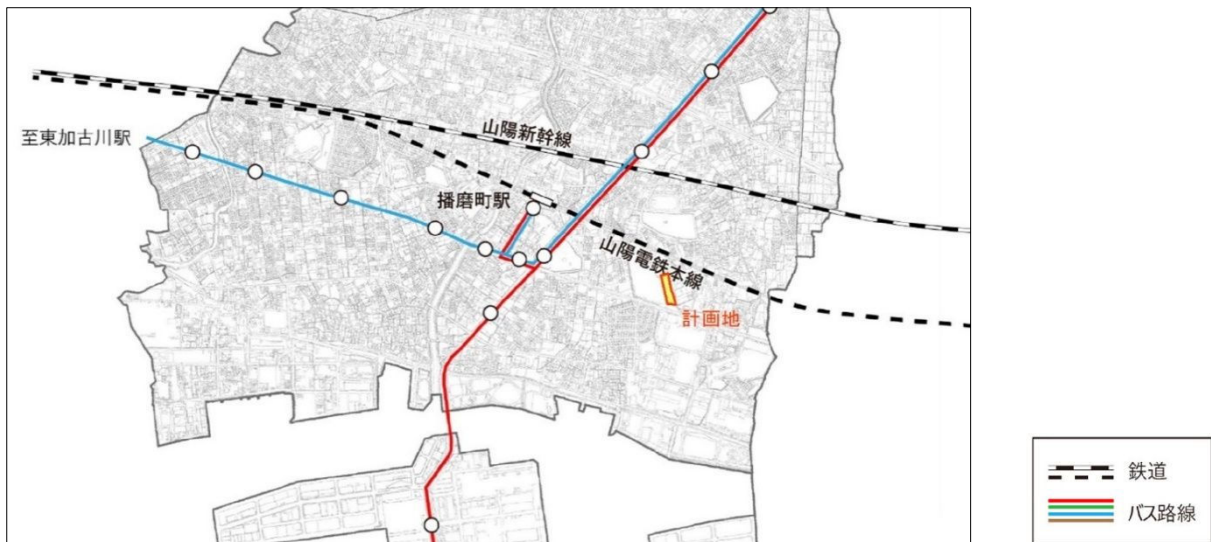 山陽新幹線
至東加古川駅
播磨町駅
山陽電鉄本線
計画地
鉄道
バス路線